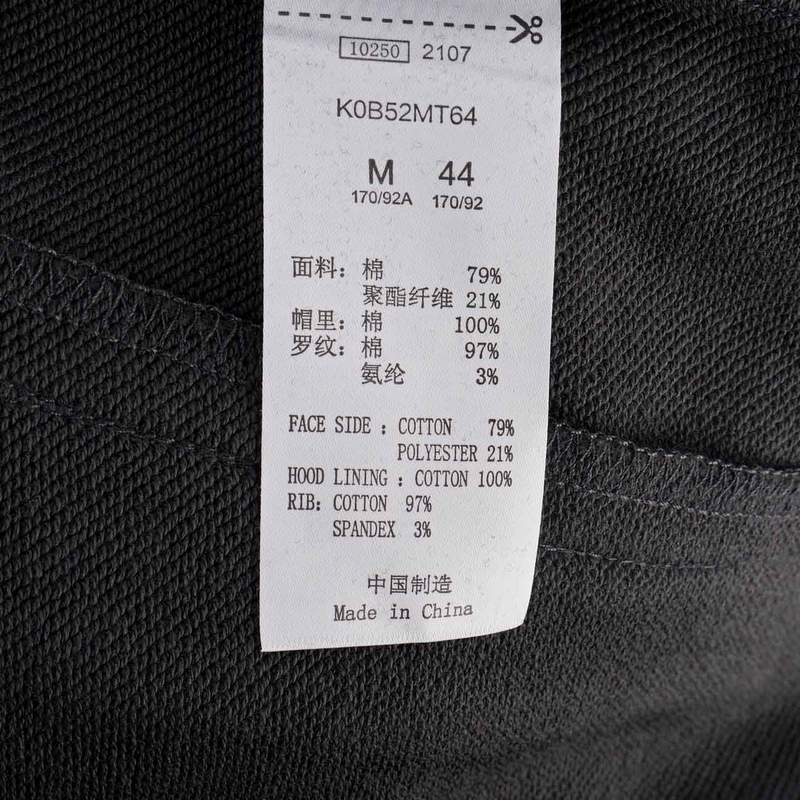 10250 2107
K0B52MT64
M 44
170/92A 170/92
面料：棉 79%
聚酯纤维 21%
帽里：棉 100%
罗纹：棉 97%
氨纶 3%
FACE SIDE : COTTON 79%
POLYESTER 21%
HOOD LINING : COTTON 100%
RIB: COTTON 97%
SPANDEX 3%
中国制造
Made in China